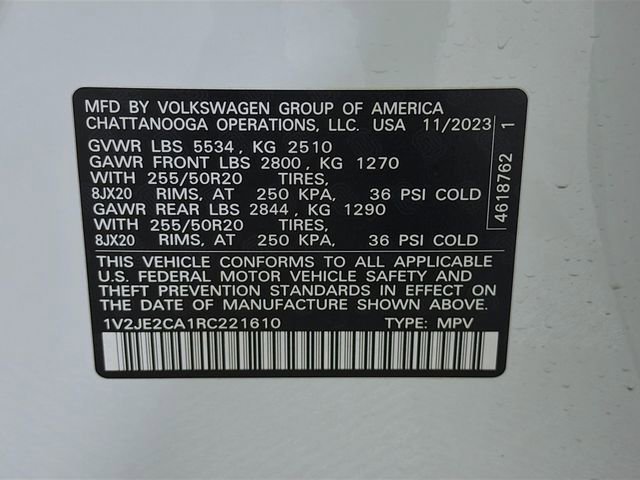 MFD BY VOLKSWAGEN GROUP OF AMERICA
CHATTANOOGA OPERATIONS, LLC. USA 11/2023
GVWR LBS 5534 , KG 2510
GAWR FRONT LBS 2800 , KG 1270
WITH 255/50R20 TIRES,
8JX20 RIMS, AT 250 KPA, 36 PSI COLD
GAWR REAR LBS 2844 , KG 1290
WITH 255/50R20 TIRES,
8JX20 RIMS, AT 250 KPA, 36 PSI COLD
THIS VEHICLE CONFORMS TO ALL APPLICABLE
U.S. FEDERAL MOTOR VEHICLE SAFETY AND
THEFT PREVENTION STANDARDS IN EFFECT ON
DATE OF MANUFACTURE SHOWN ABOVE.
1V2JE2CA1RC221610 TYPE: MPV
4618762 1